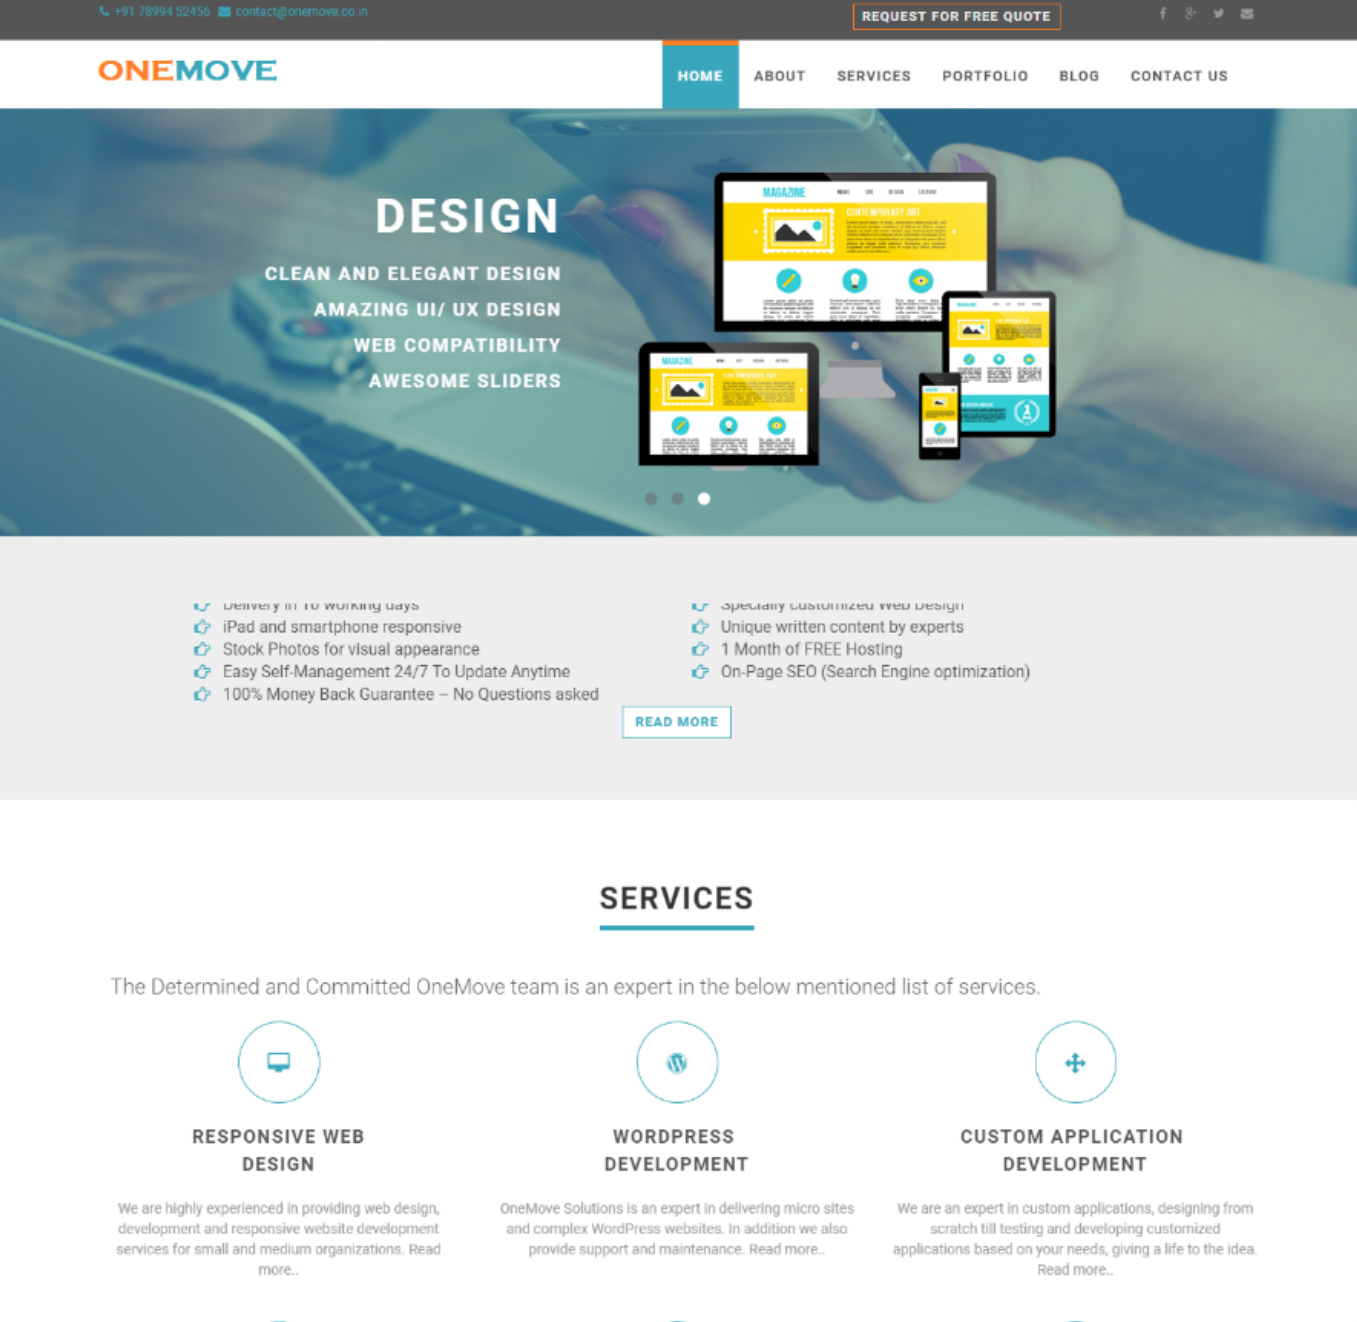 +91 78994 52456 contact@onemove.co.in
REQUEST FOR FREE QUOTE
ONEMOVE
HOME ABOUT SERVICES PORTFOLIO BLOG CONTACT US
DESIGN
CLEAN AND ELEGANT DESIGN
AMAZING UI/ UX DESIGN
WEB COMPATIBILITY
AWESOME SLIDERS
MAGAZINE
CONTEMPORARY ART
MAGAZINE
Delivery in 10 working days
iPad and smartphone responsive
Stock Photos for visual appearance
Easy Self-Management 24/7 To Update Anytime
100% Money Back Guarantee – No Questions asked
Specially customized Web Design
Unique written content by experts
1 Month of FREE Hosting
On-Page SEO (Search Engine optimization)
READ MORE
SERVICES
The Determined and Committed OneMove team is an expert in the below mentioned list of services.
RESPONSIVE WEB
DESIGN
We are highly experienced in providing web design,
development and responsive website development
services for small and medium organizations. Read
more..
WORDPRESS
DEVELOPMENT
OneMove Solutions is an expert in delivering micro sites
and complex WordPress websites. In addition we also
provide support and maintenance. Read more..
CUSTOM APPLICATION
DEVELOPMENT
We are an expert in custom applications, designing from
scratch till testing and developing customized
applications based on your needs, giving a life to the idea.
Read more..